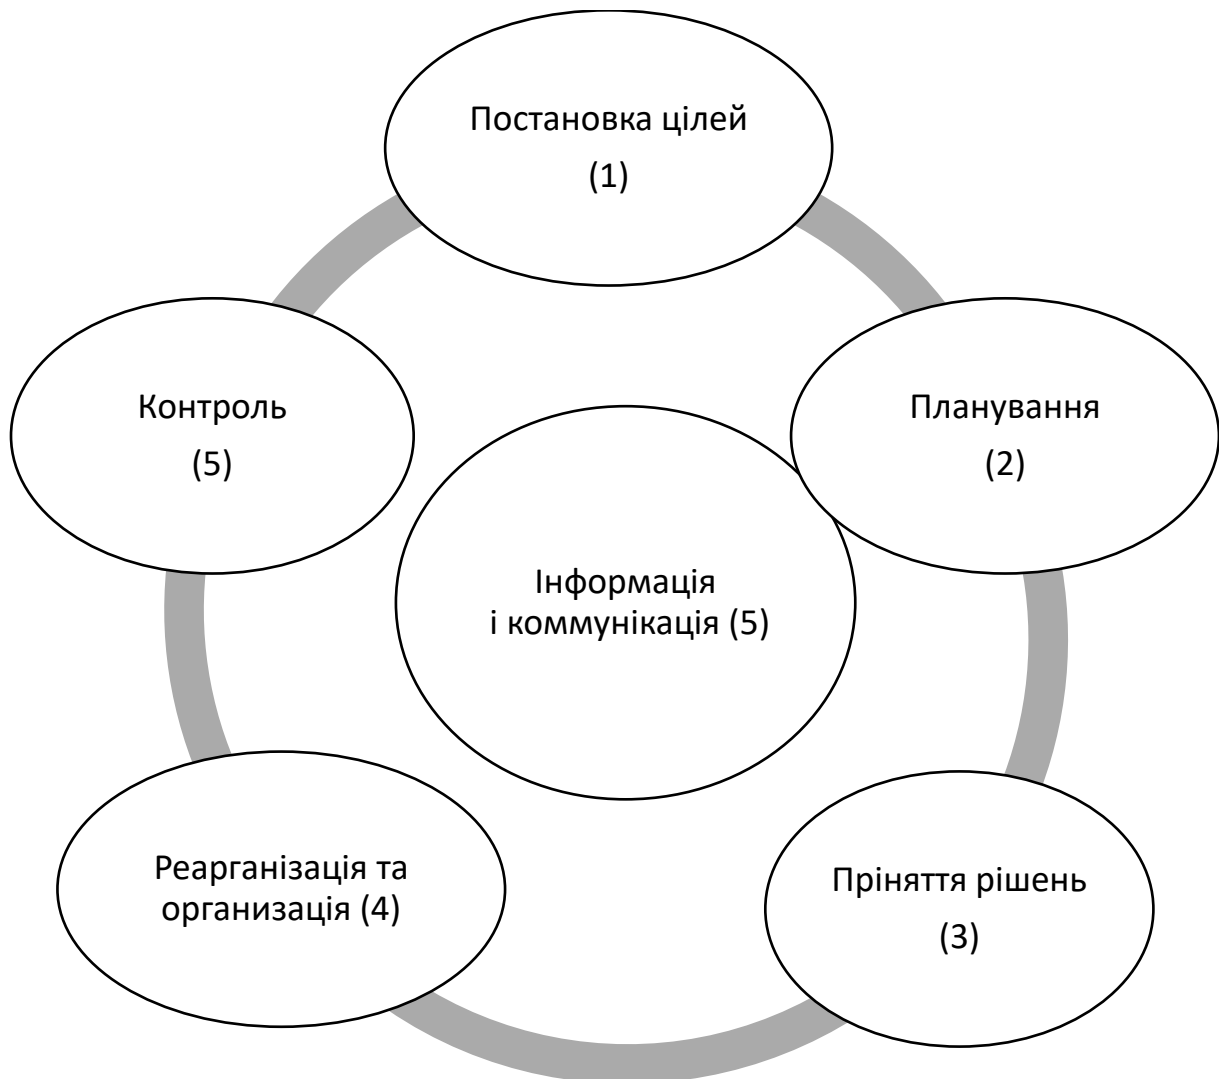 Постановка цілей
(1)
Контроль
(5)
Планування
(2)
Інформація
і коммунікація (5)
Реарганізація та
организація (4)
Пріняття рішень
(3)